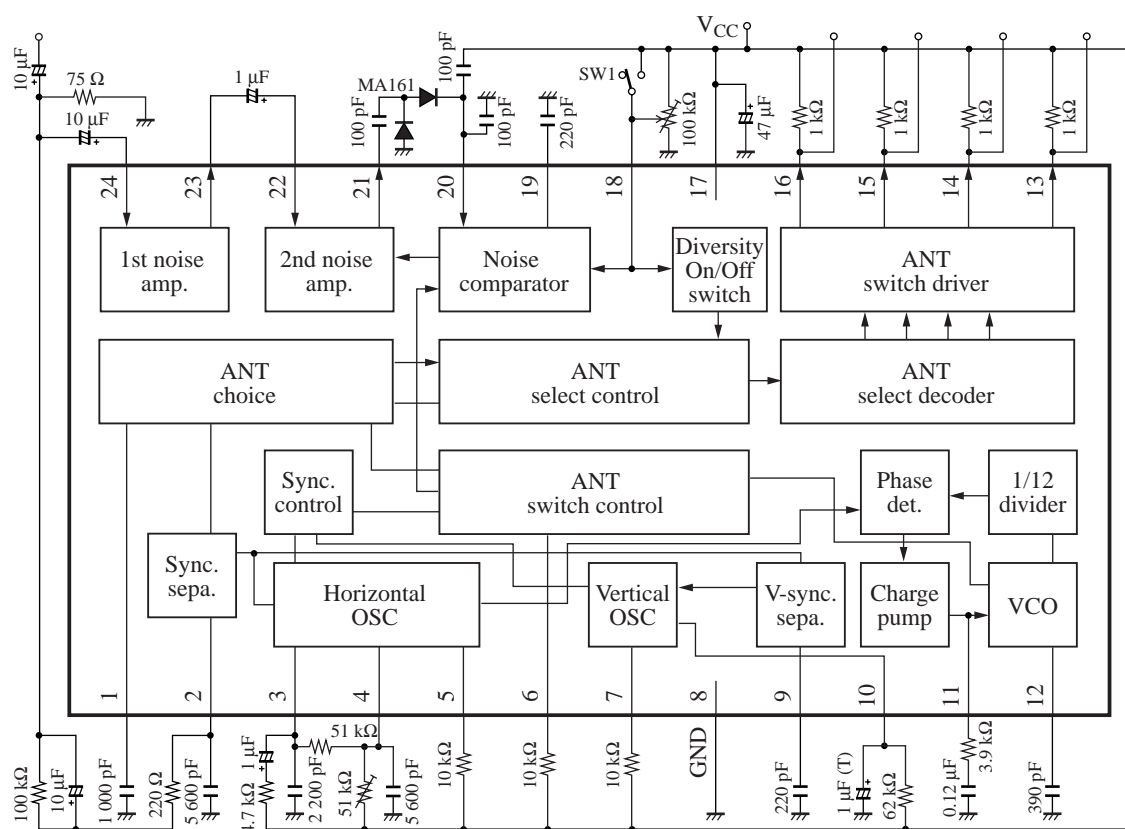 V_CC
10 µF
75 Ω
10 µF
1 µF
MA161
100 pF
100 pF
100 pF
220 pF
SW1
100 kΩ
47 µF
1 kΩ
1 kΩ
1 kΩ
1 kΩ
24
23
22
21
20
19
18
17
16
15
14
13
1st noise
amp.
2nd noise
amp.
Noise
comparator
Diversity
On/Off
switch
ANT
switch driver
ANT
choice
ANT
select control
ANT
select decoder
Sync.
control
ANT
switch control
Phase
det.
1/12
divider
Sync.
sepa.
Horizontal
OSC
Vertical
OSC
V-sync.
sepa.
Charge
pump
VCO
1
2
3
4
5
6
7
8
9
10
11
12
100 kΩ
10 µF
1 000 pF
220 Ω
5 600 pF
1 µF
4.7 kΩ
2 200 pF
51 kΩ
51 kΩ
5 600 pF
10 kΩ
10 kΩ
10 kΩ
GND
220 pF
1 µF (T)
62 kΩ
3.9 kΩ
0.12 µF
390 pF